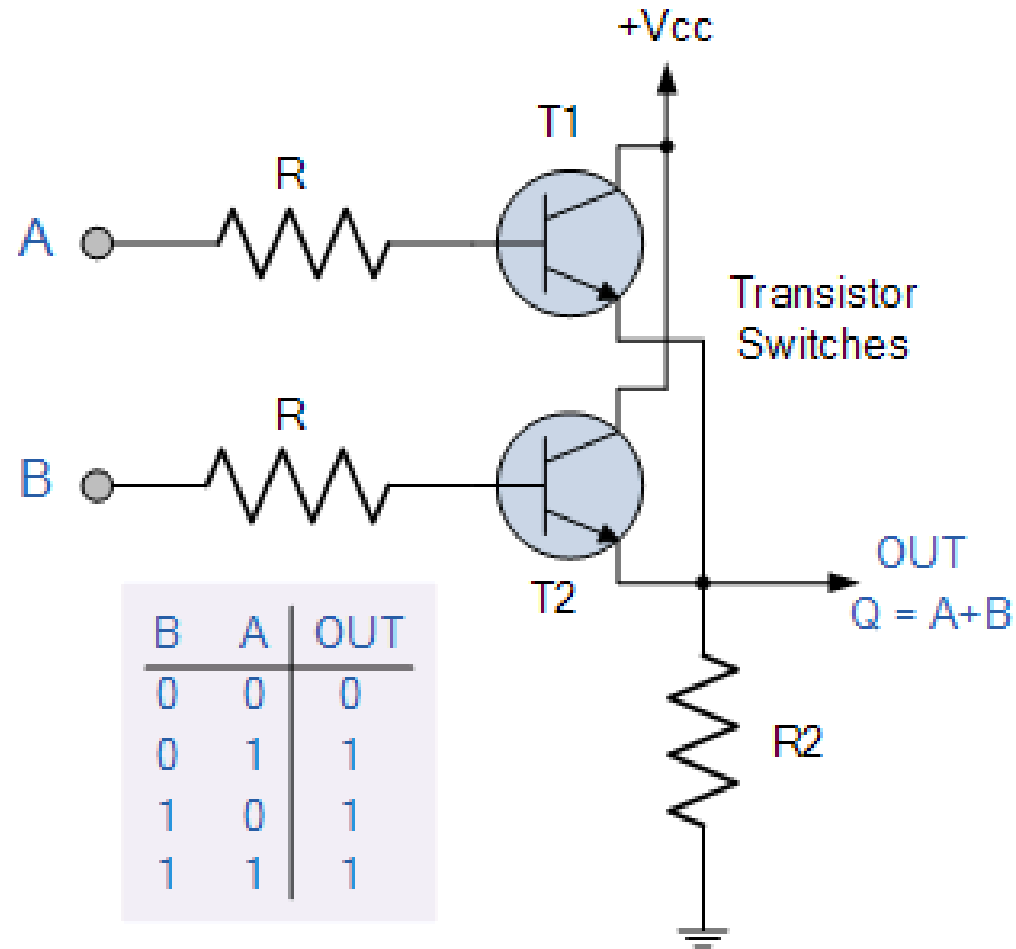 +Vcc
T1
R
A
Transistor
Switches
R
B
T2
OUT
Q = A+B
B A OUT
0 0 0
0 1 1
1 0 1
1 1 1
R2